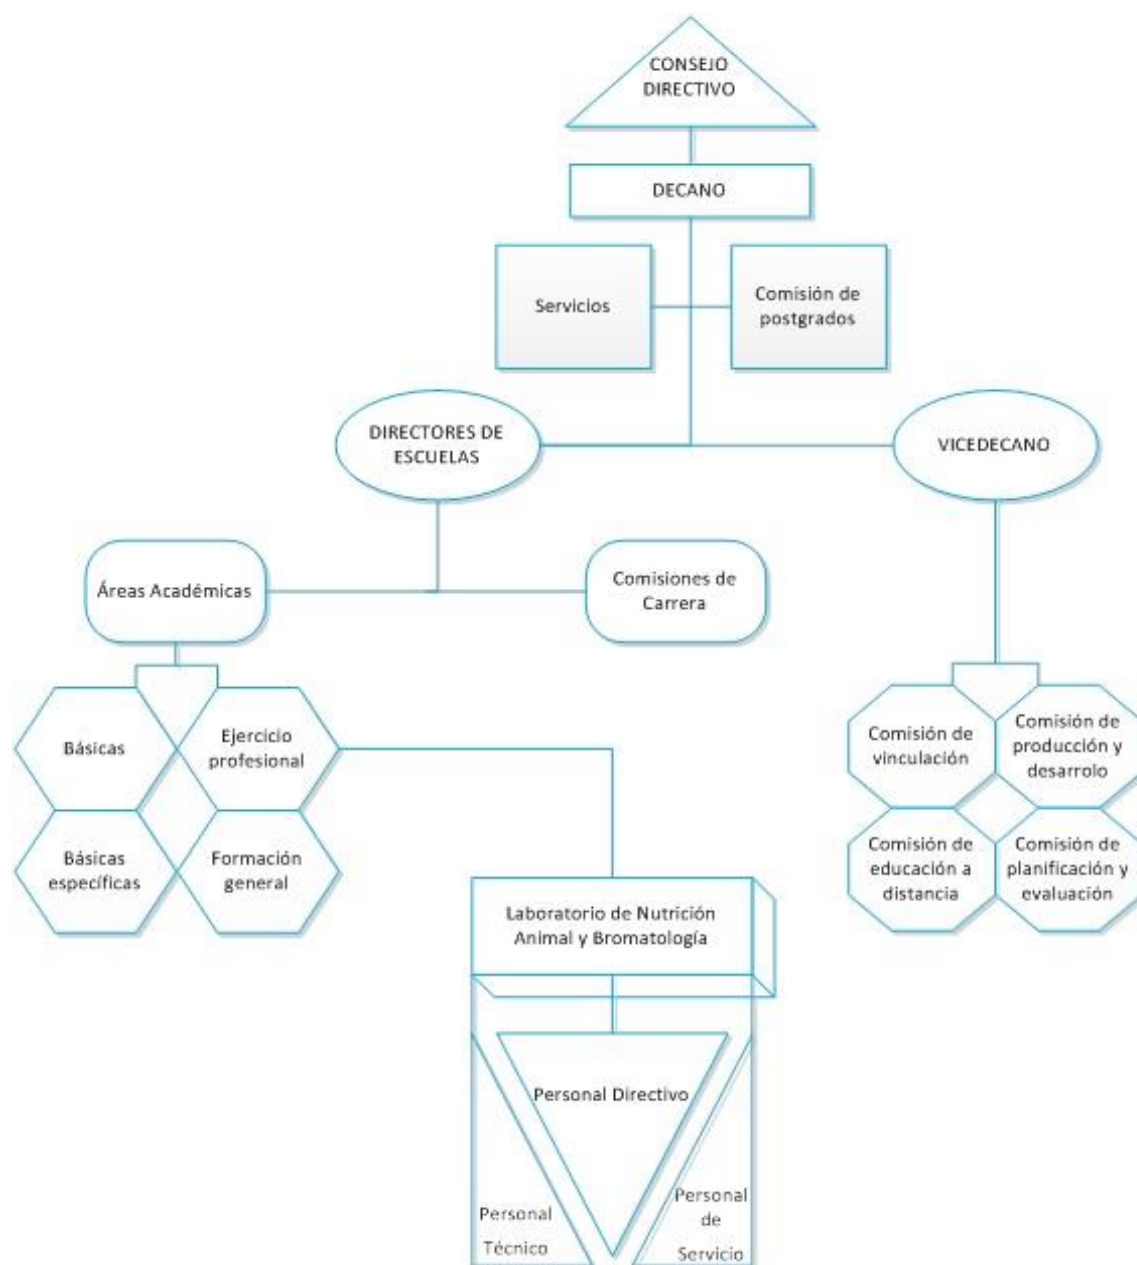 CONSEJO
DIRECTIVO
DECANO
Servicios
Comisión de
postgrados
DIRECTORES DE
ESCUELAS
VICEDECANO
Áreas Académicas
Comisiones de
Carrera
Básicas
Ejercicio
profesional
Comisión de
vinculación
Comisión de
producción y
desarrolo
Básicas
específicas
Formación
general
Comisión de
educación a
distancia
Comisión de
planificación y
evaluación
Laboratorio de Nutrición
Animal y Bromatología
Personal Directivo
Personal
Técnico
Personal
de
Servicio